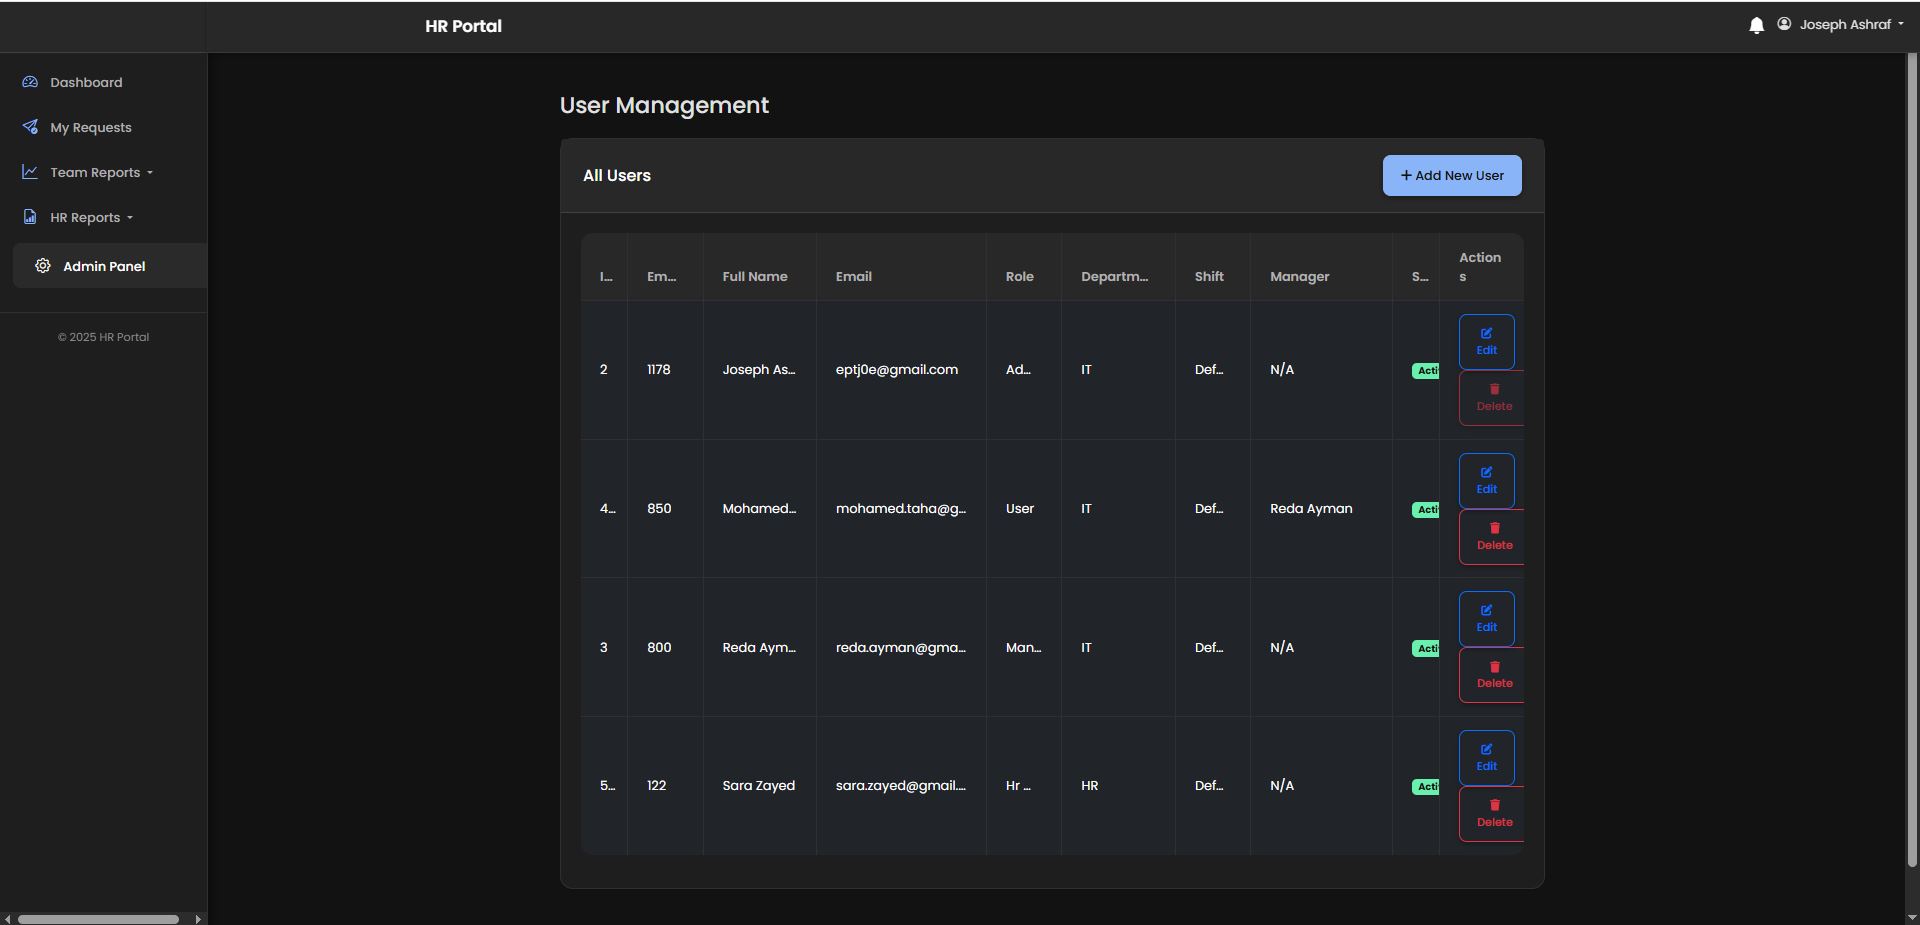 HR Portal
Joseph Ashraf
Dashboard
My Requests
Team Reports
HR Reports
Admin Panel
© 2025 HR Portal
User Management
All Users
+ Add New User
I... Em... Full Name Email Role Departm... Shift Manager S... Action
s
2 1178 Joseph As... eptj0e@gmail.com Ad... IT Def... N/A Acti
Edit
Delete
4... 850 Mohamed... mohamed.taha@g... User IT Def... Reda Ayman Acti
Edit
Delete
3 800 Reda Aym... reda.ayman@gma... Man... IT Def... N/A Acti
Edit
Delete
5... 122 Sara Zayed sara.zayed@gmail.... Hr ... HR Def... N/A Acti
Edit
Delete